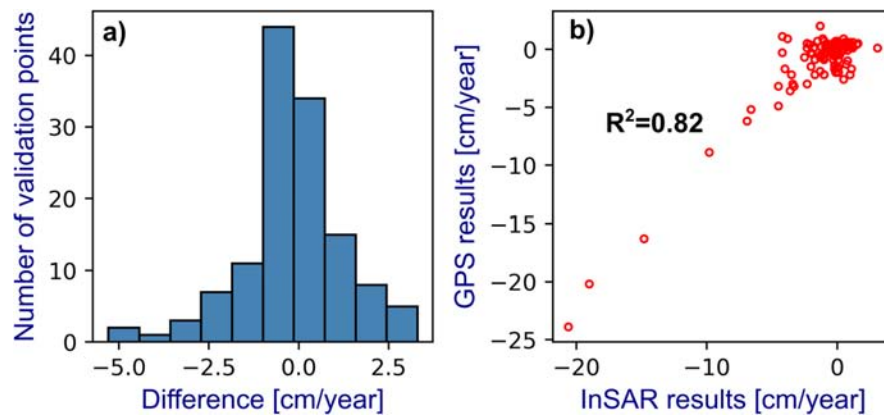 a)
Number of validation points
40
30
20
10
0
−5.0
−2.5
0.0
2.5
Difference [cm/year]
b)
R²=0.82
GPS results [cm/year]
0
−5
−10
−15
−20
−25
−20
−10
0
InSAR results [cm/year]